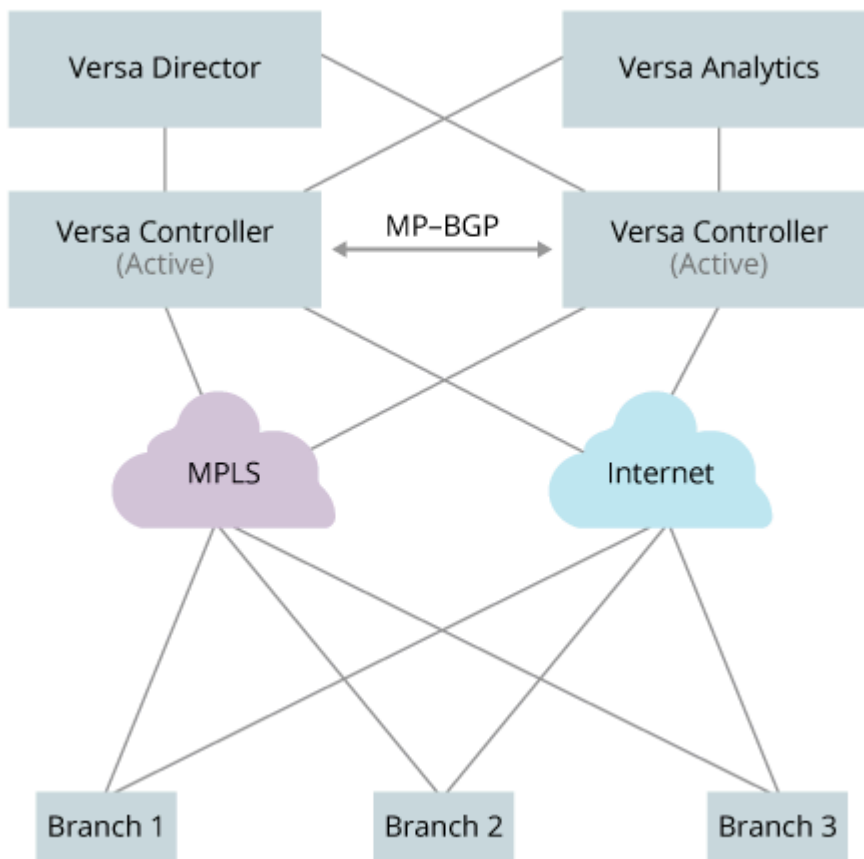 Versa Director
Versa Analytics
Versa Controller
(Active)
MP–BGP
Versa Controller
(Active)
MPLS
Internet
Branch 1
Branch 2
Branch 3